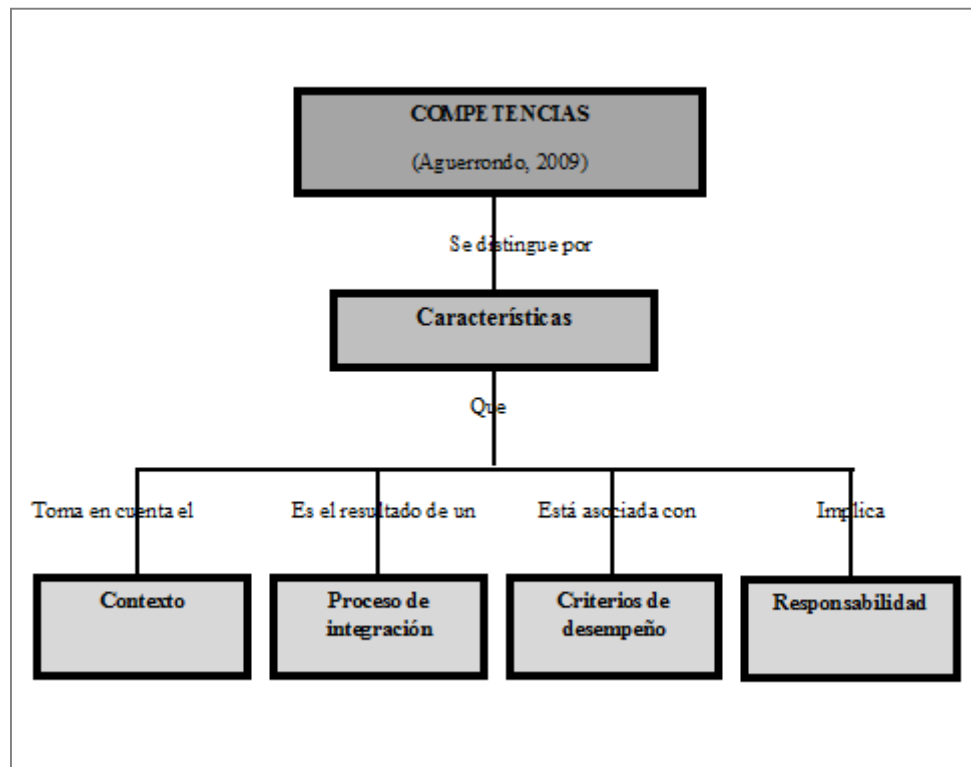 COMPETENCIAS
(Aguerrondo, 2009)
Se distingue por
Características
Que
Toma en cuenta el
Es el resultado de un
Está asociada con
Implica
Contexto
Proceso de
integración
Criterios de
desempeño
Responsabilidad